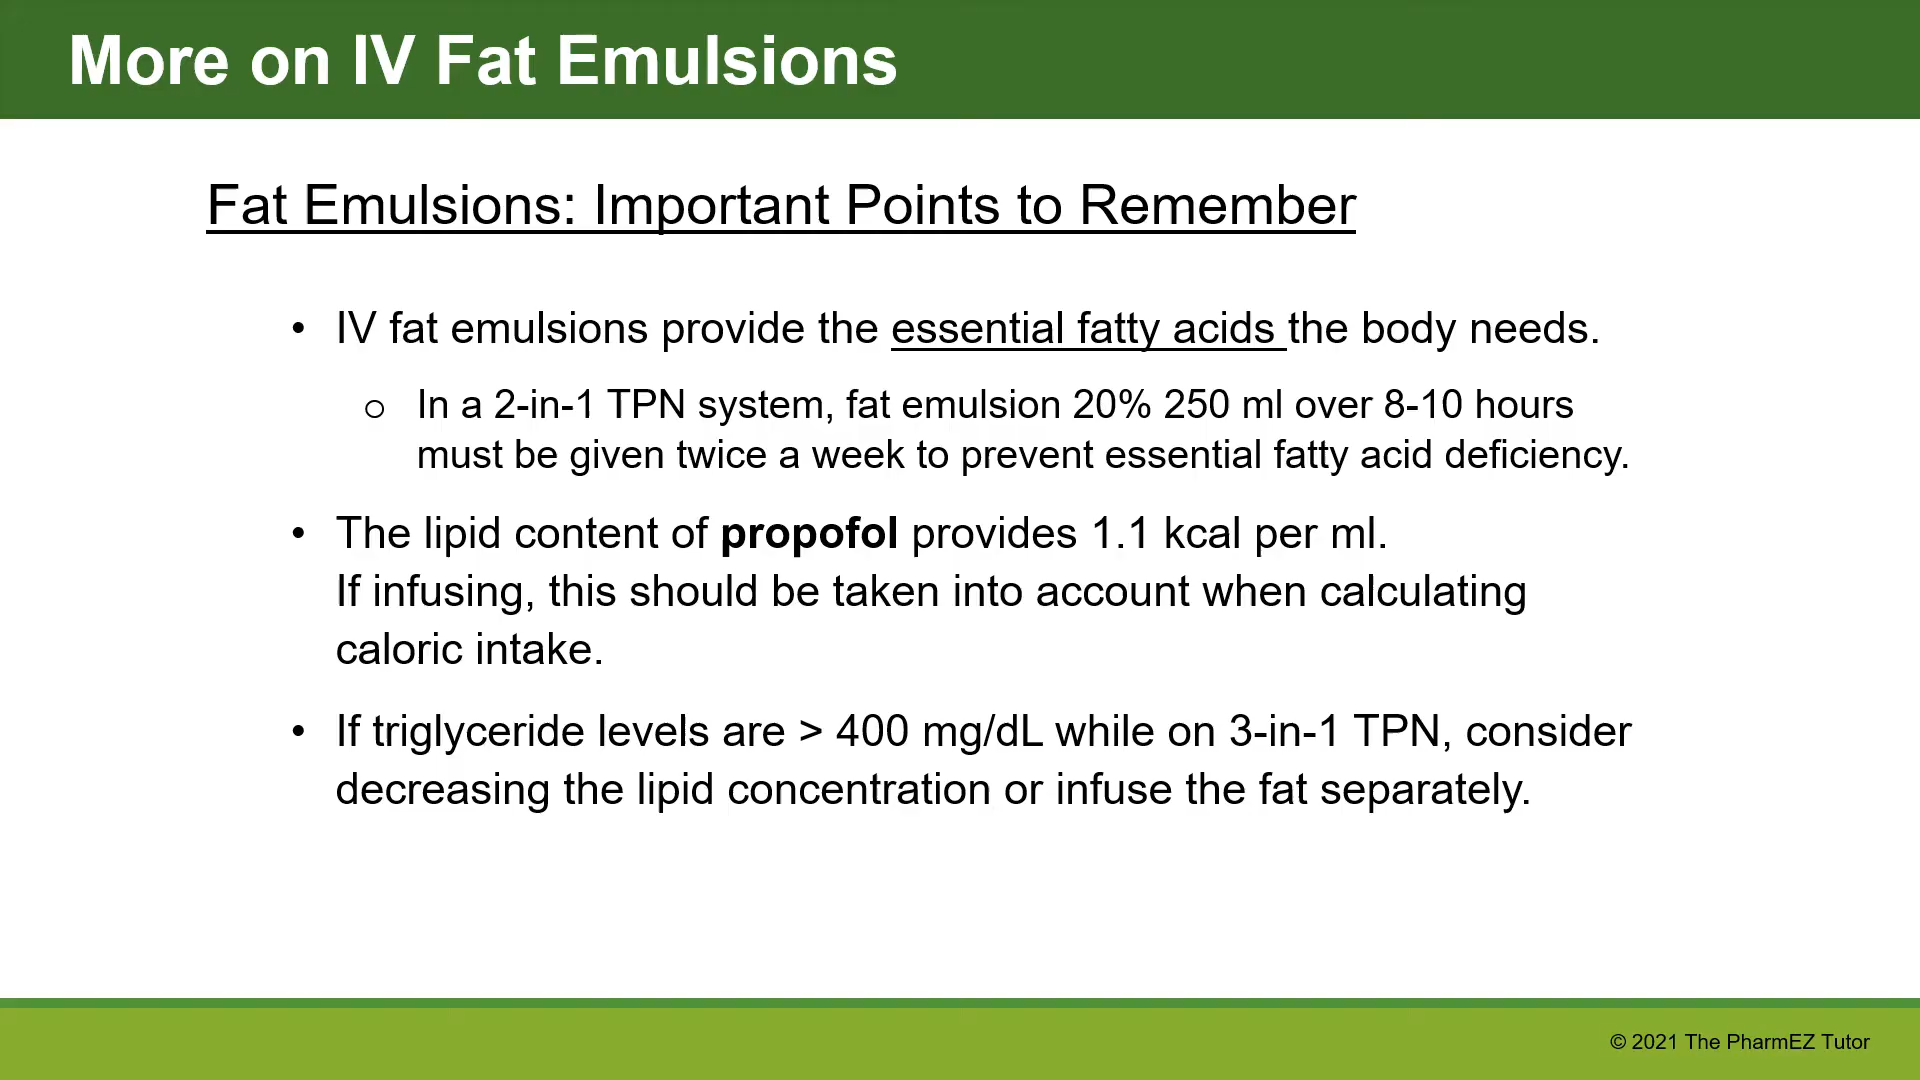 More on IV Fat Emulsions
Fat Emulsions: Important Points to Remember
• IV fat emulsions provide the essential fatty acids the body needs.
o In a 2-in-1 TPN system, fat emulsion 20% 250 ml over 8-10 hours
must be given twice a week to prevent essential fatty acid deficiency.
• The lipid content of propofol provides 1.1 kcal per ml.
If infusing, this should be taken into account when calculating
caloric intake.
• If triglyceride levels are > 400 mg/dL while on 3-in-1 TPN, consider
decreasing the lipid concentration or infuse the fat separately.
© 2021 The PharmEZ Tutor